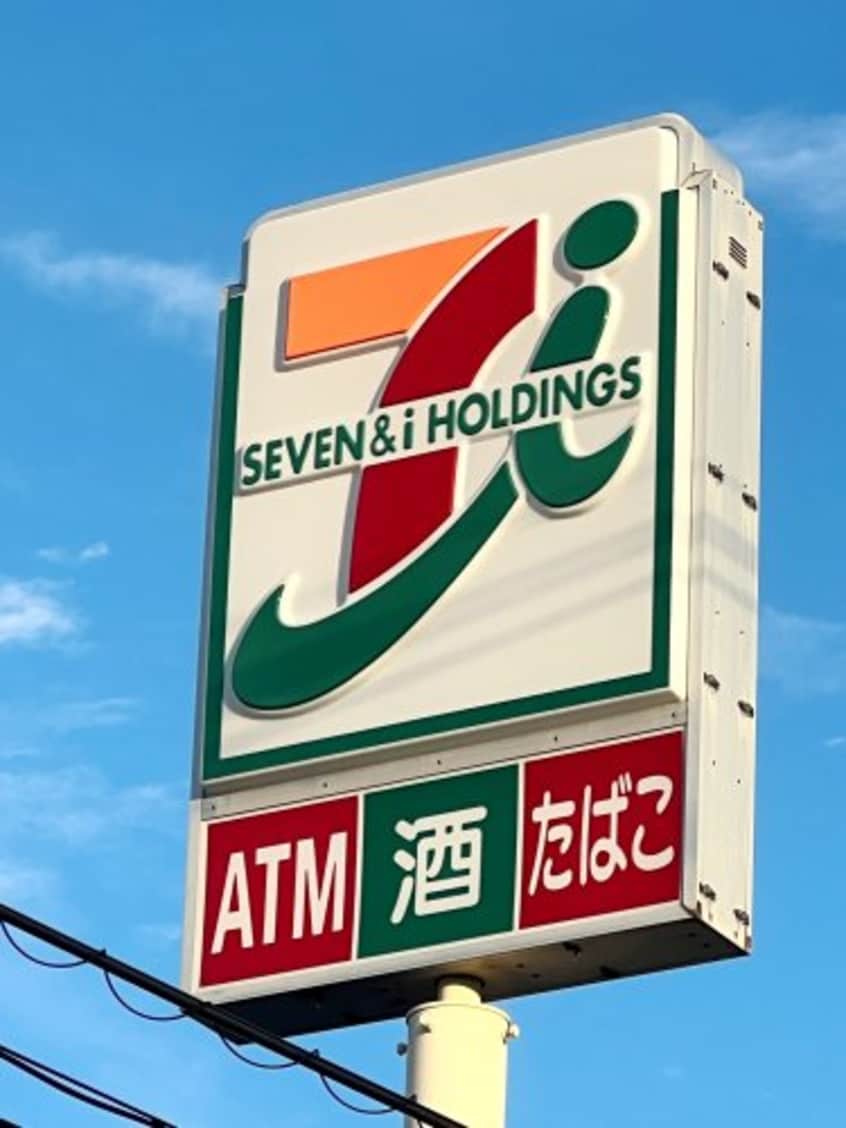 SEVEN&i HOLDINGS
ATM 酒 たばこ